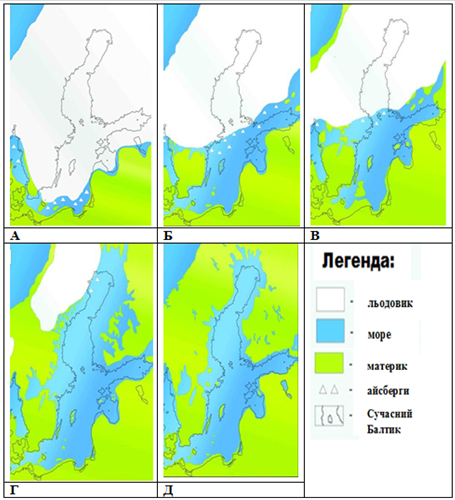 А
Б
В
Г
Д
Легенда:
- льодовик
- море
- материк
- айсберги
- Сучасний
Балтик